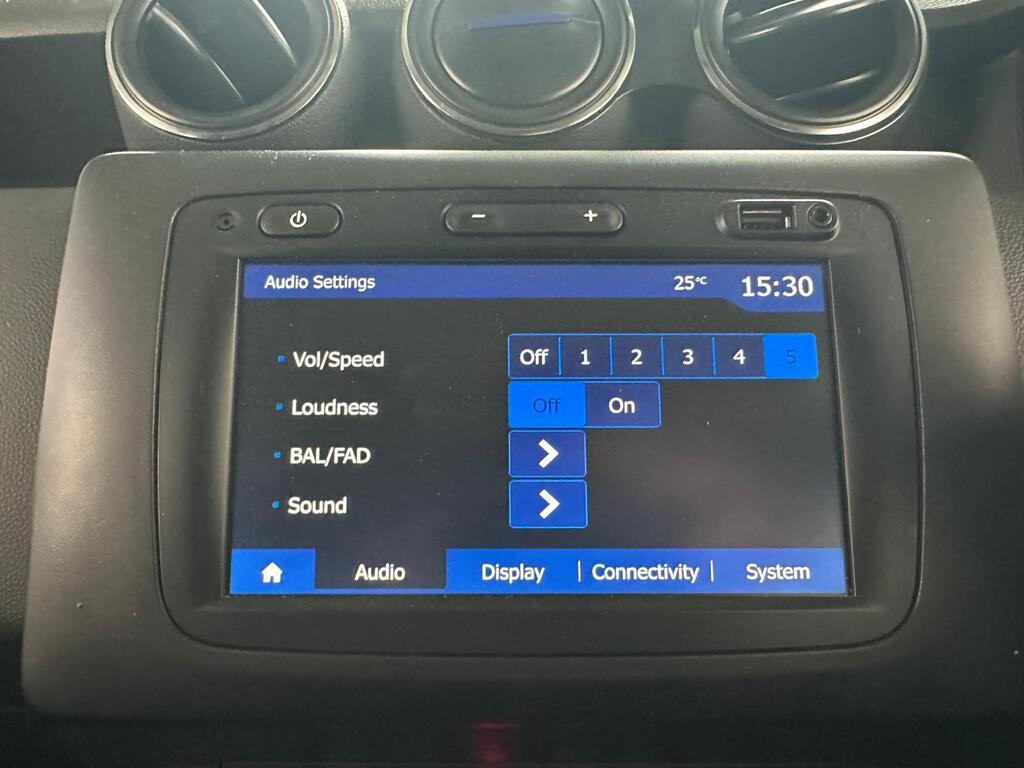 − +
Audio Settings 25°C 15:30
Vol/Speed Off 1 2 3 4 5
Loudness Off On
BAL/FAD
Sound
Audio Display | Connectivity | System